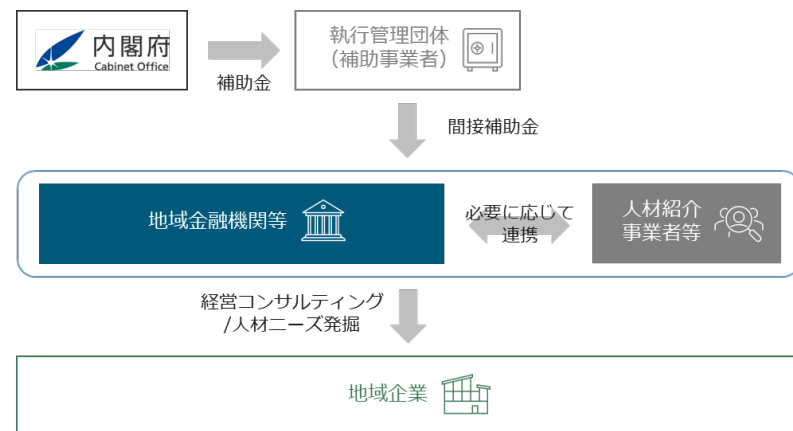 内閣府
Cabinet Office
補助金
執行管理団体
（補助事業者）
間接補助金
地域金融機関等
必要に応じて
連携
人材紹介
事業者等
経営コンサルティング
/人材ニーズ発掘
地域企業